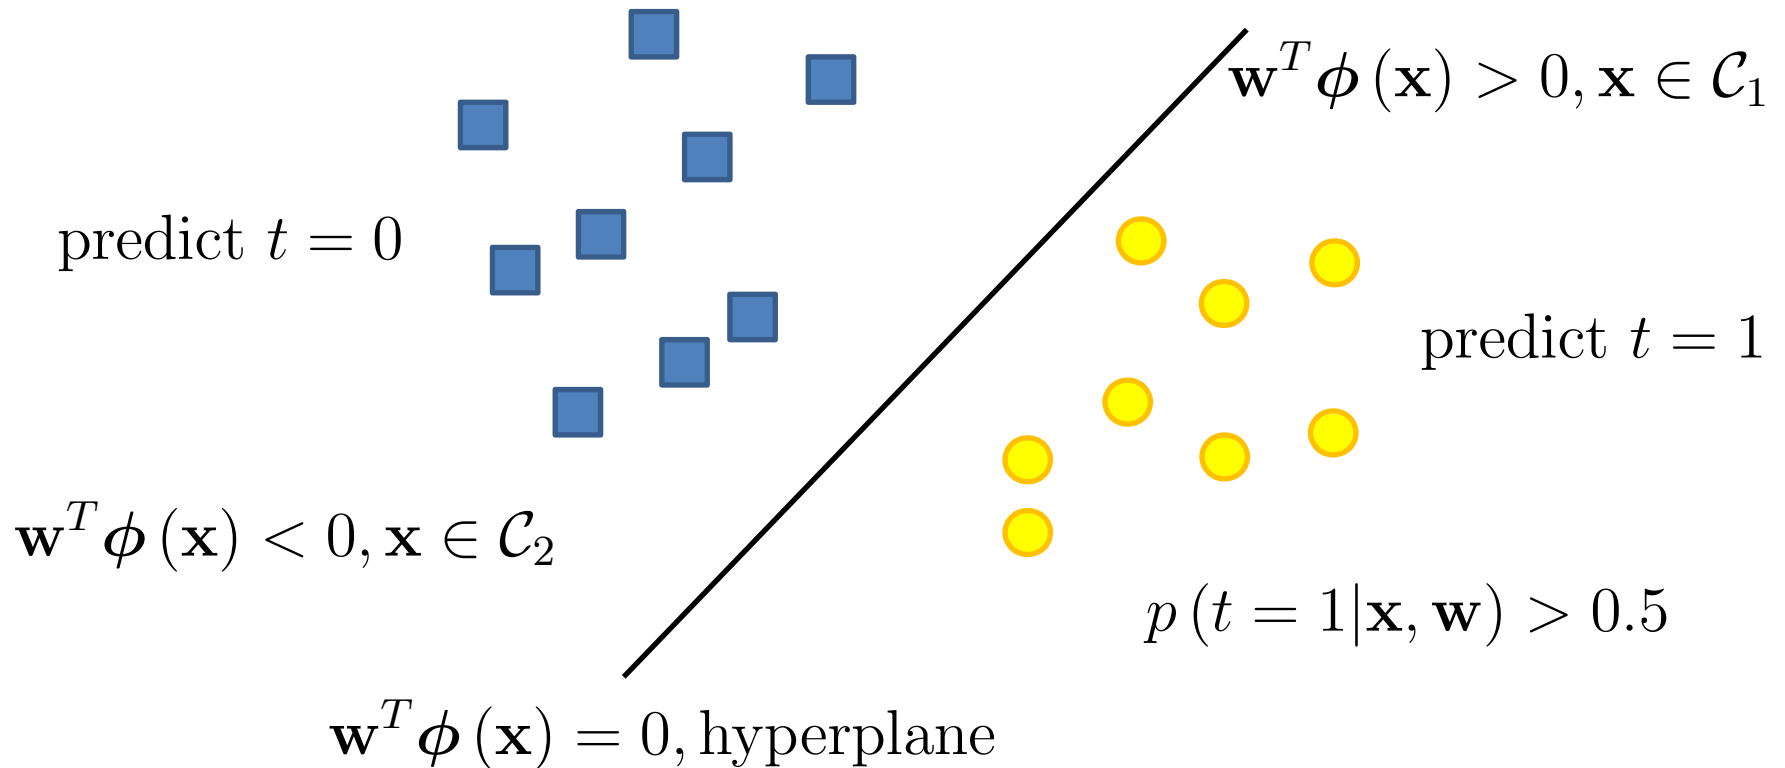 w^T ϕ (x) > 0, x ∈ C_1
predict t = 0
predict t = 1
w^T ϕ (x) < 0, x ∈ C_2
p (t = 1|x, w) > 0.5
w^T ϕ (x) = 0, hyperplane